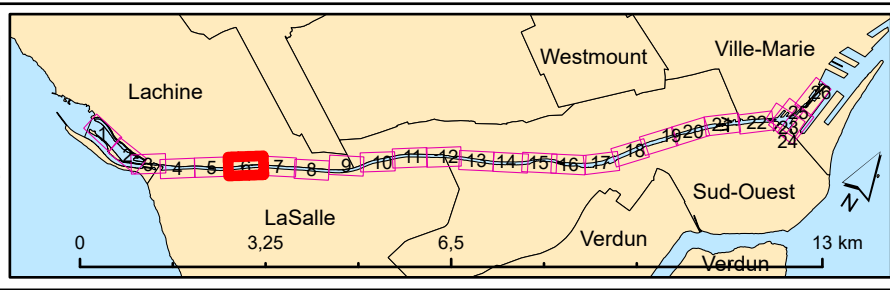 Westmount
Ville-Marie
Lachine
1
2
3
4
5
6
7
8
9
10
11
12
13
14
15
16
17
18
19
20
21
22
23
24
25
26
Sud-Ouest
LaSalle
Verdun
Verdun
N
0 3,25 6,5 13 km